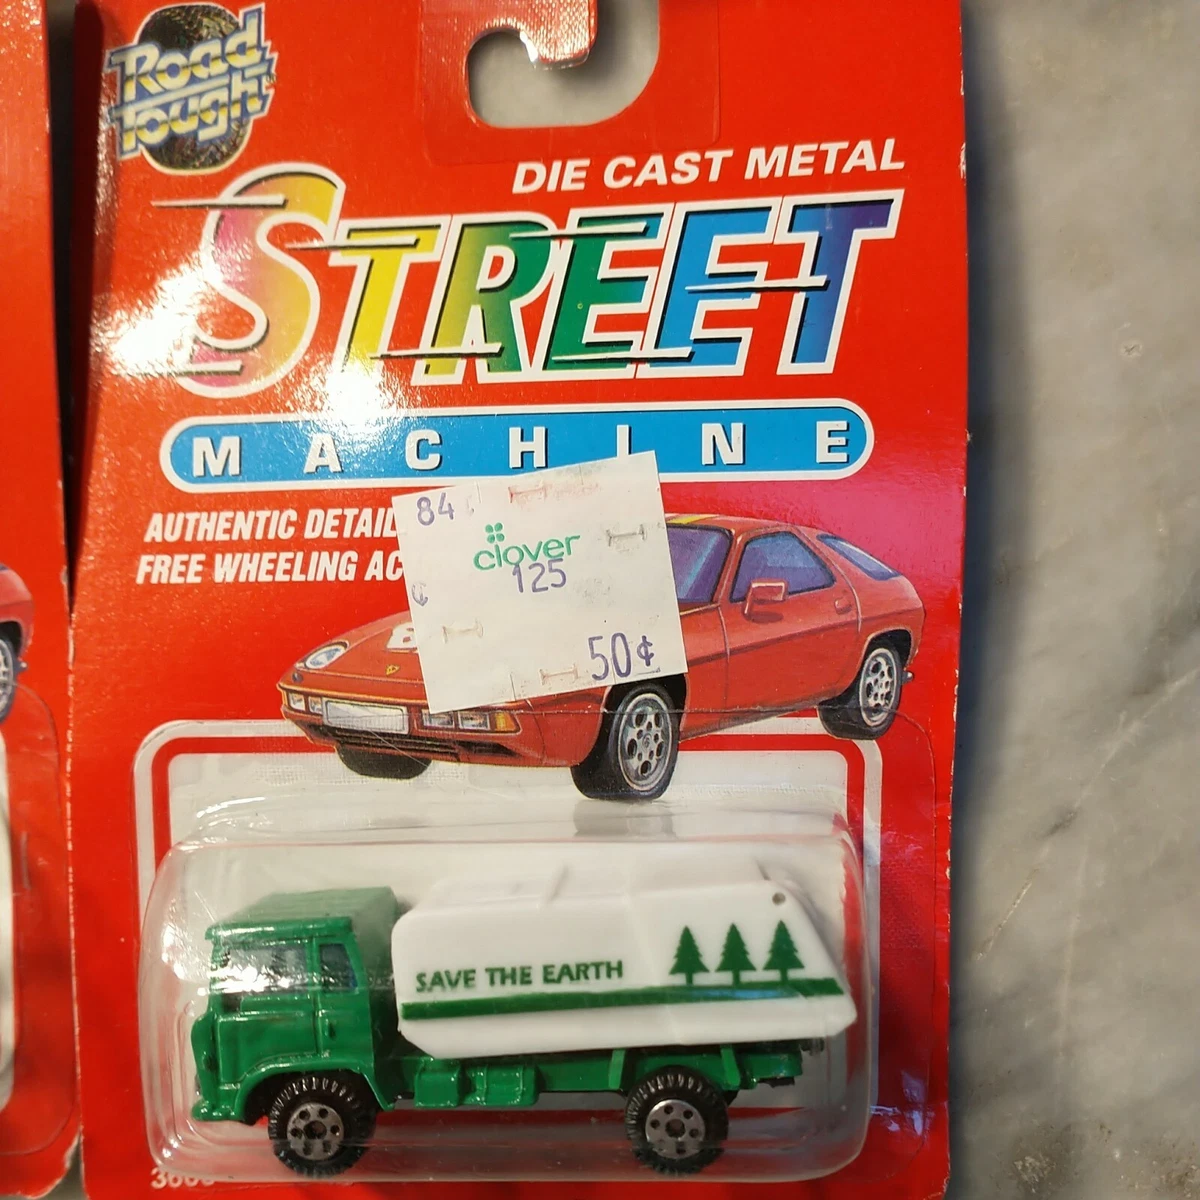 Road
Tough
DIE CAST METAL
STREET
MACHINE
AUTHENTIC DETAIL
FREE WHEELING AC
84
clover
125
¢
50¢
8
SAVE THE EARTH